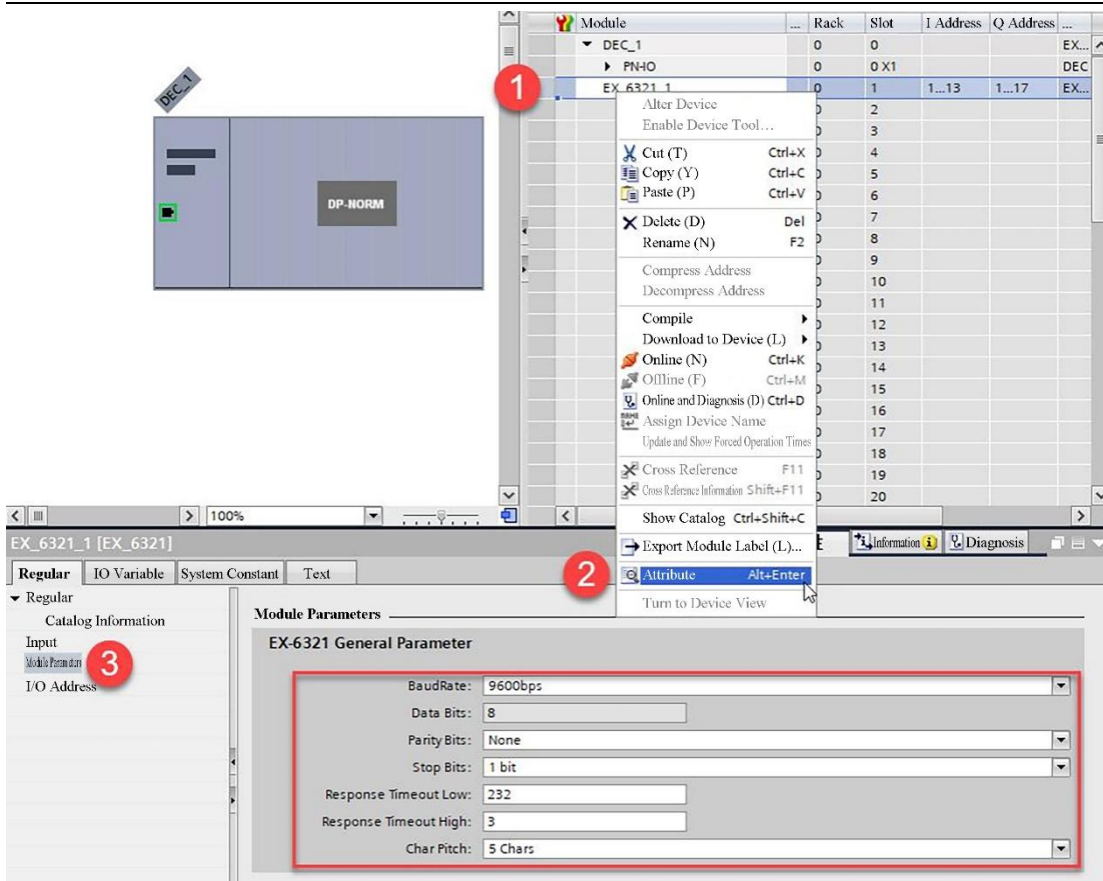 Module ... Rack Slot I Address Q Address ...
DEC_1 0 0 EX...
PN-IO 0 0 X1 DEC
EX_6321_1 0 1 1...13 1...17 EX...
2
3
4
5
6
7
8
9
10
11
12
13
14
15
16
17
18
19
20
1
DEC_1
DP-NORM
Alter Device
Enable Device Tool...
Cut (T) Ctrl+X
Copy (Y) Ctrl+C
Paste (P) Ctrl+V
Delete (D) Del
Rename (N) F2
Compress Address
Decompress Address
Compile
Download to Device (L)
Online (N) Ctrl+K
Offline (F) Ctrl+M
Online and Diagnosis (D) Ctrl+D
Assign Device Name
Update and Show Forced Operation Times
Cross Reference F11
Cross Reference Information Shift+F11
Show Catalog Ctrl+Shift+C
Export Module Label (L)...
2
Attribute Alt+Enter
Turn to Device View
100%
EX_6321_1 [EX_6321]
Information Diagnosis
Regular IO Variable System Constant Text
Regular
Catalog Information
Input
Module Parameters
3
I/O Address
Module Parameters
EX-6321 General Parameter
BaudRate: 9600bps
Data Bits: 8
Parity Bits: None
Stop Bits: 1 bit
Response Timeout Low: 232
Response Timeout High: 3
Char Pitch: 5 Chars